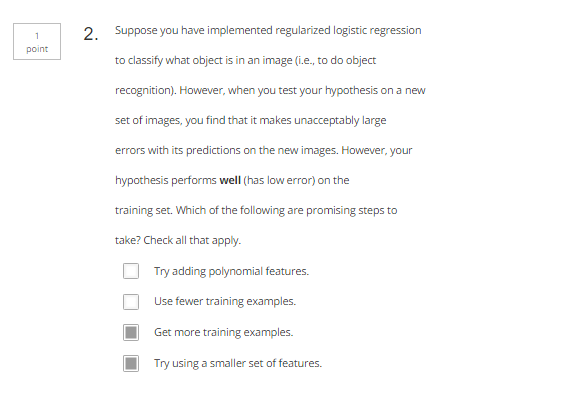 1
point
2.
Suppose you have implemented regularized logistic regression
to classify what object is in an image (i.e., to do object
recognition). However, when you test your hypothesis on a new
set of images, you find that it makes unacceptably large
errors with its predictions on the new images. However, your
hypothesis performs well (has low error) on the
training set. Which of the following are promising steps to
take? Check all that apply.
Try adding polynomial features.
Use fewer training examples.
Get more training examples.
Try using a smaller set of features.